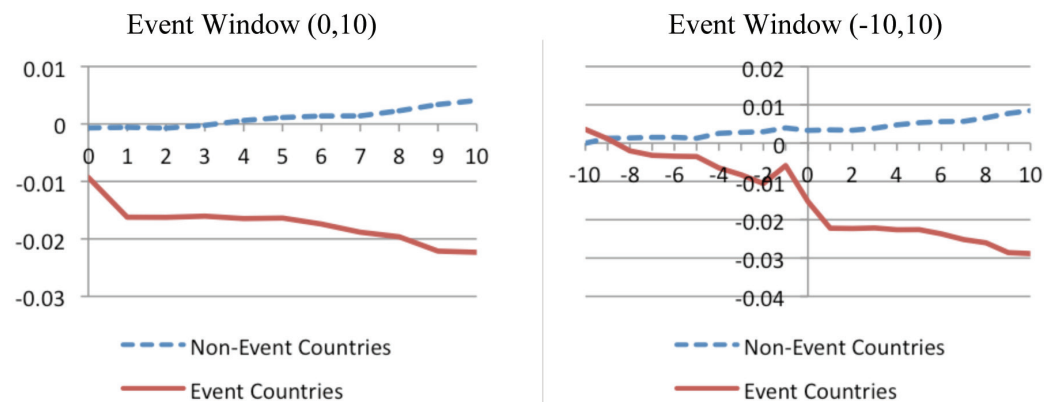 Event Window (0,10)
0.01
0
0 1 2 3 4 5 6 7 8 9 10
-0.01
-0.02
-0.03
Non-Event Countries
Event Countries
Event Window (-10,10)
0.02
0.01
0
-10 -8 -6 -4 -2 0 2 4 6 8 10
-0.01
-0.02
-0.03
-0.04
Non-Event Countries
Event Countries